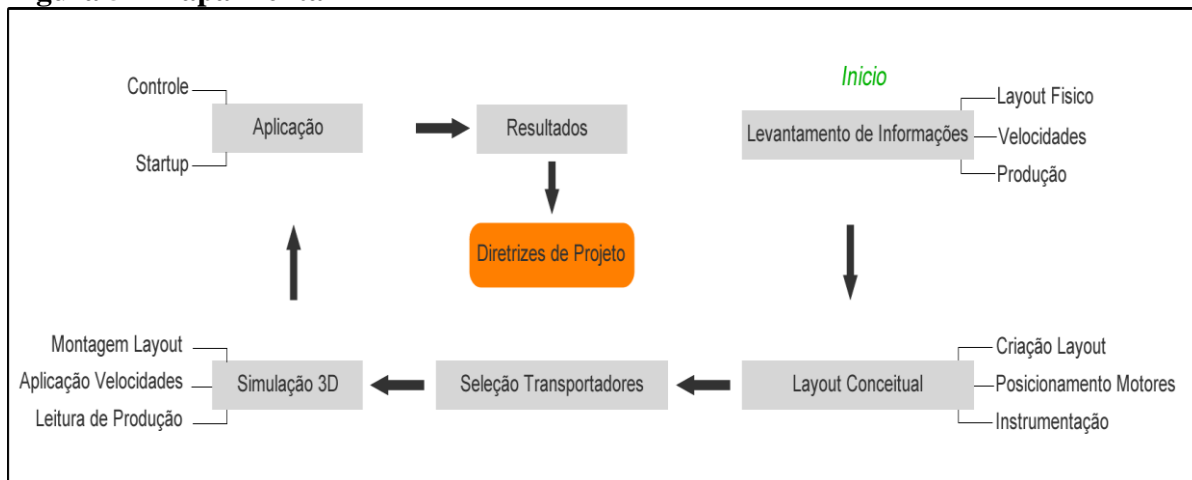 Controle
Aplicação
Startup
Resultados
Diretrizes de Projeto
Inicio
Levantamento de Informações
Layout Fisico
Velocidades
Produção
Montagem Layout
Aplicação Velocidades
Leitura de Produção
Simulação 3D
Seleção Transportadores
Layout Conceitual
Criação Layout
Posicionamento Motores
Instrumentação